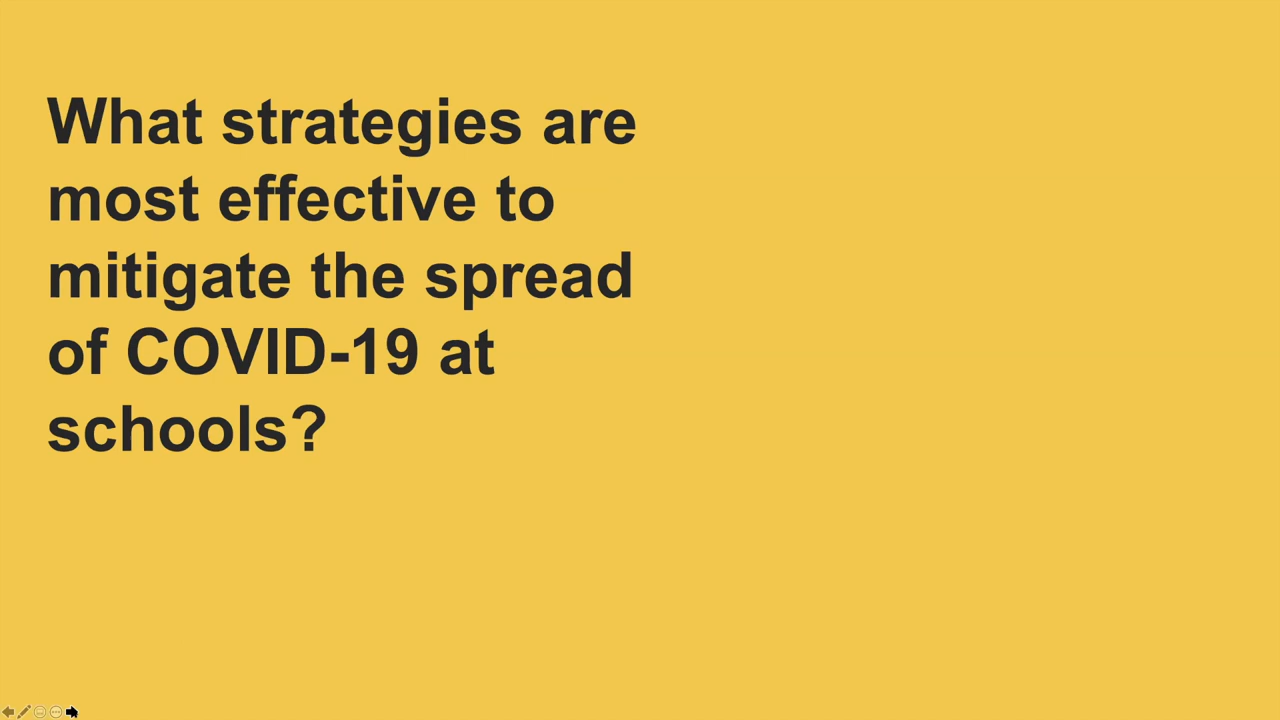 What strategies are
most effective to
mitigate the spread
of COVID-19 at
schools?